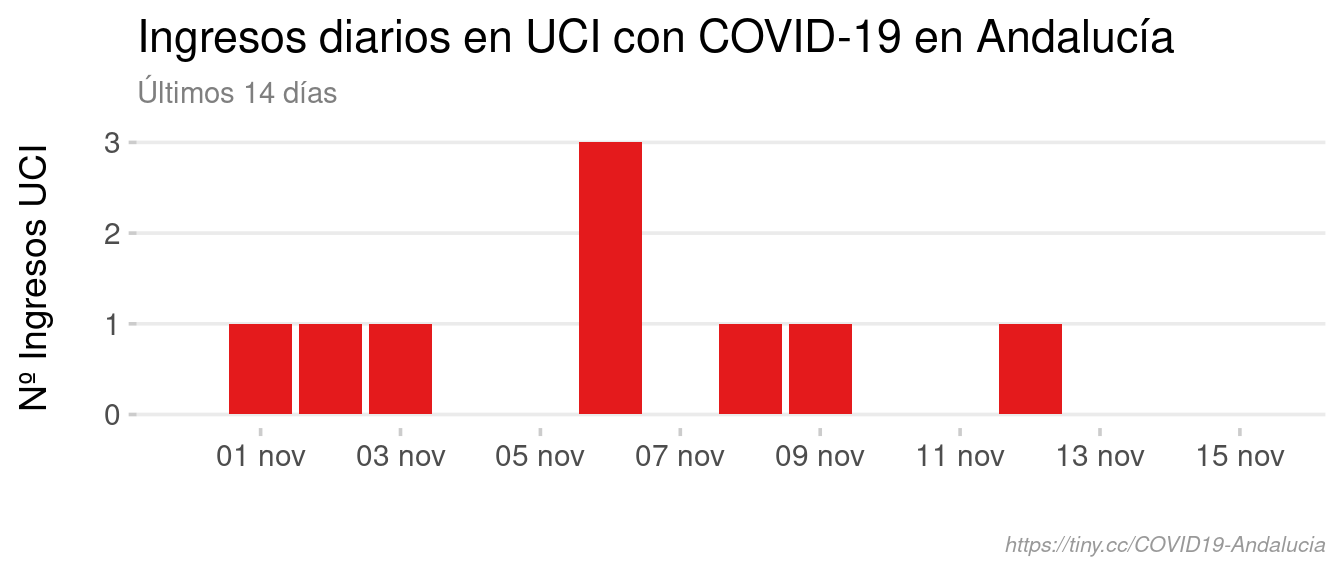 Ingresos diarios en UCI con COVID-19 en Andalucía
Últimos 14 días
Nº Ingresos UCI
3
2
1
0
01 nov 03 nov 05 nov 07 nov 09 nov 11 nov 13 nov 15 nov
https://tiny.cc/COVID19-Andalucia